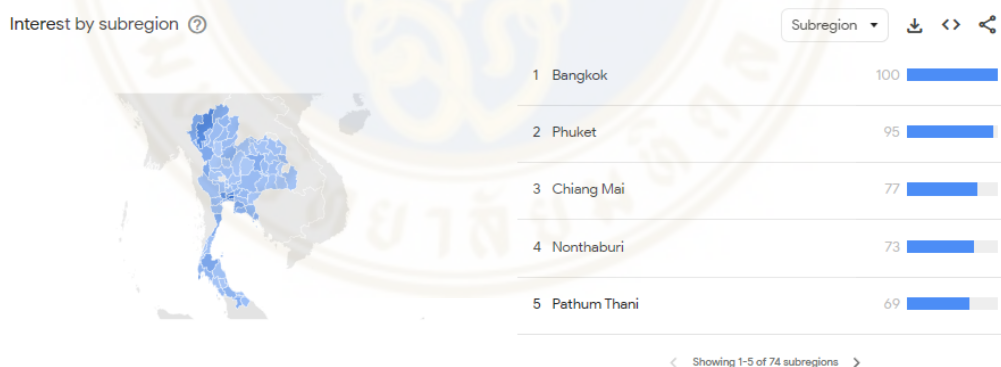 Interest by subregion
Subregion
1 Bangkok 100
2 Phuket 95
3 Chiang Mai 77
4 Nonthaburi 73
5 Pathum Thani 69
Showing 1-5 of 74 subregions